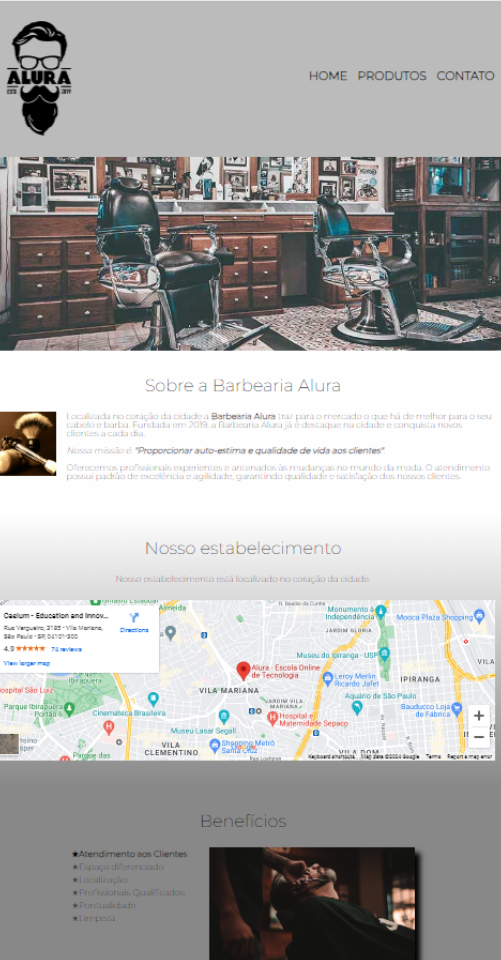 ALURA
ESTD 2019
HOME PRODUTOS CONTATO
Sobre a Barbearia Alura
Localizada no coração da cidade a Barbearia Alura traz para o mercado o que há de melhor para o seu
cabelo e barba. Fundada em 2019, a Barbearia Alura já é destaque na cidade e conquista novos
clientes a cada dia.
Nossa missão é: "Proporcionar auto-estima e qualidade de vida aos clientes".
Oferecemos profissionais experientes e antenados às mudanças no mundo da moda. O atendimento
possui padrão de excelência e agilidade, garantindo qualidade e satisfação dos nossos clientes.
Nosso estabelecimento
Nosso estabelecimento está localizado no coração da cidade
Caelum - Education and Innov...
Rua Vergueiro, 3185 - Vila Mariana,
São Paulo - SP, 04101-300
Directions
4.9 ★★★★★ 74 reviews
View larger map
Almeida
Monumento à
Independência
Mooca Plaza Shopping
JARDIM GLORIA
Museu do Ipiranga - USP
Alura - Escola Online
de Tecnologia
Leroy Merlin
Ricardo Jafet
IPIRANGA
VILA MARIANA
Hospital São Luiz
Parque Ibirapuera
Portão 6
Cinemateca Brasileira
JARDIM VILA
MARIANA
Aquário de São Paulo
Hospital e
Maternidade Sepaco
Bauducco Loja
de Fábrica
Museu Lasar Segall
VILA
CLEMENTINO
Shopping Metrô
Santa Cruz
Parque das
Keyboard shortcuts Map data ©2024 Google Terms Report a map error
Benefícios
★Atendimento aos Clientes
★Espaço diferenciado
★Localização
★Profissionais Qualificados
★Pontualidade
★Limpeza